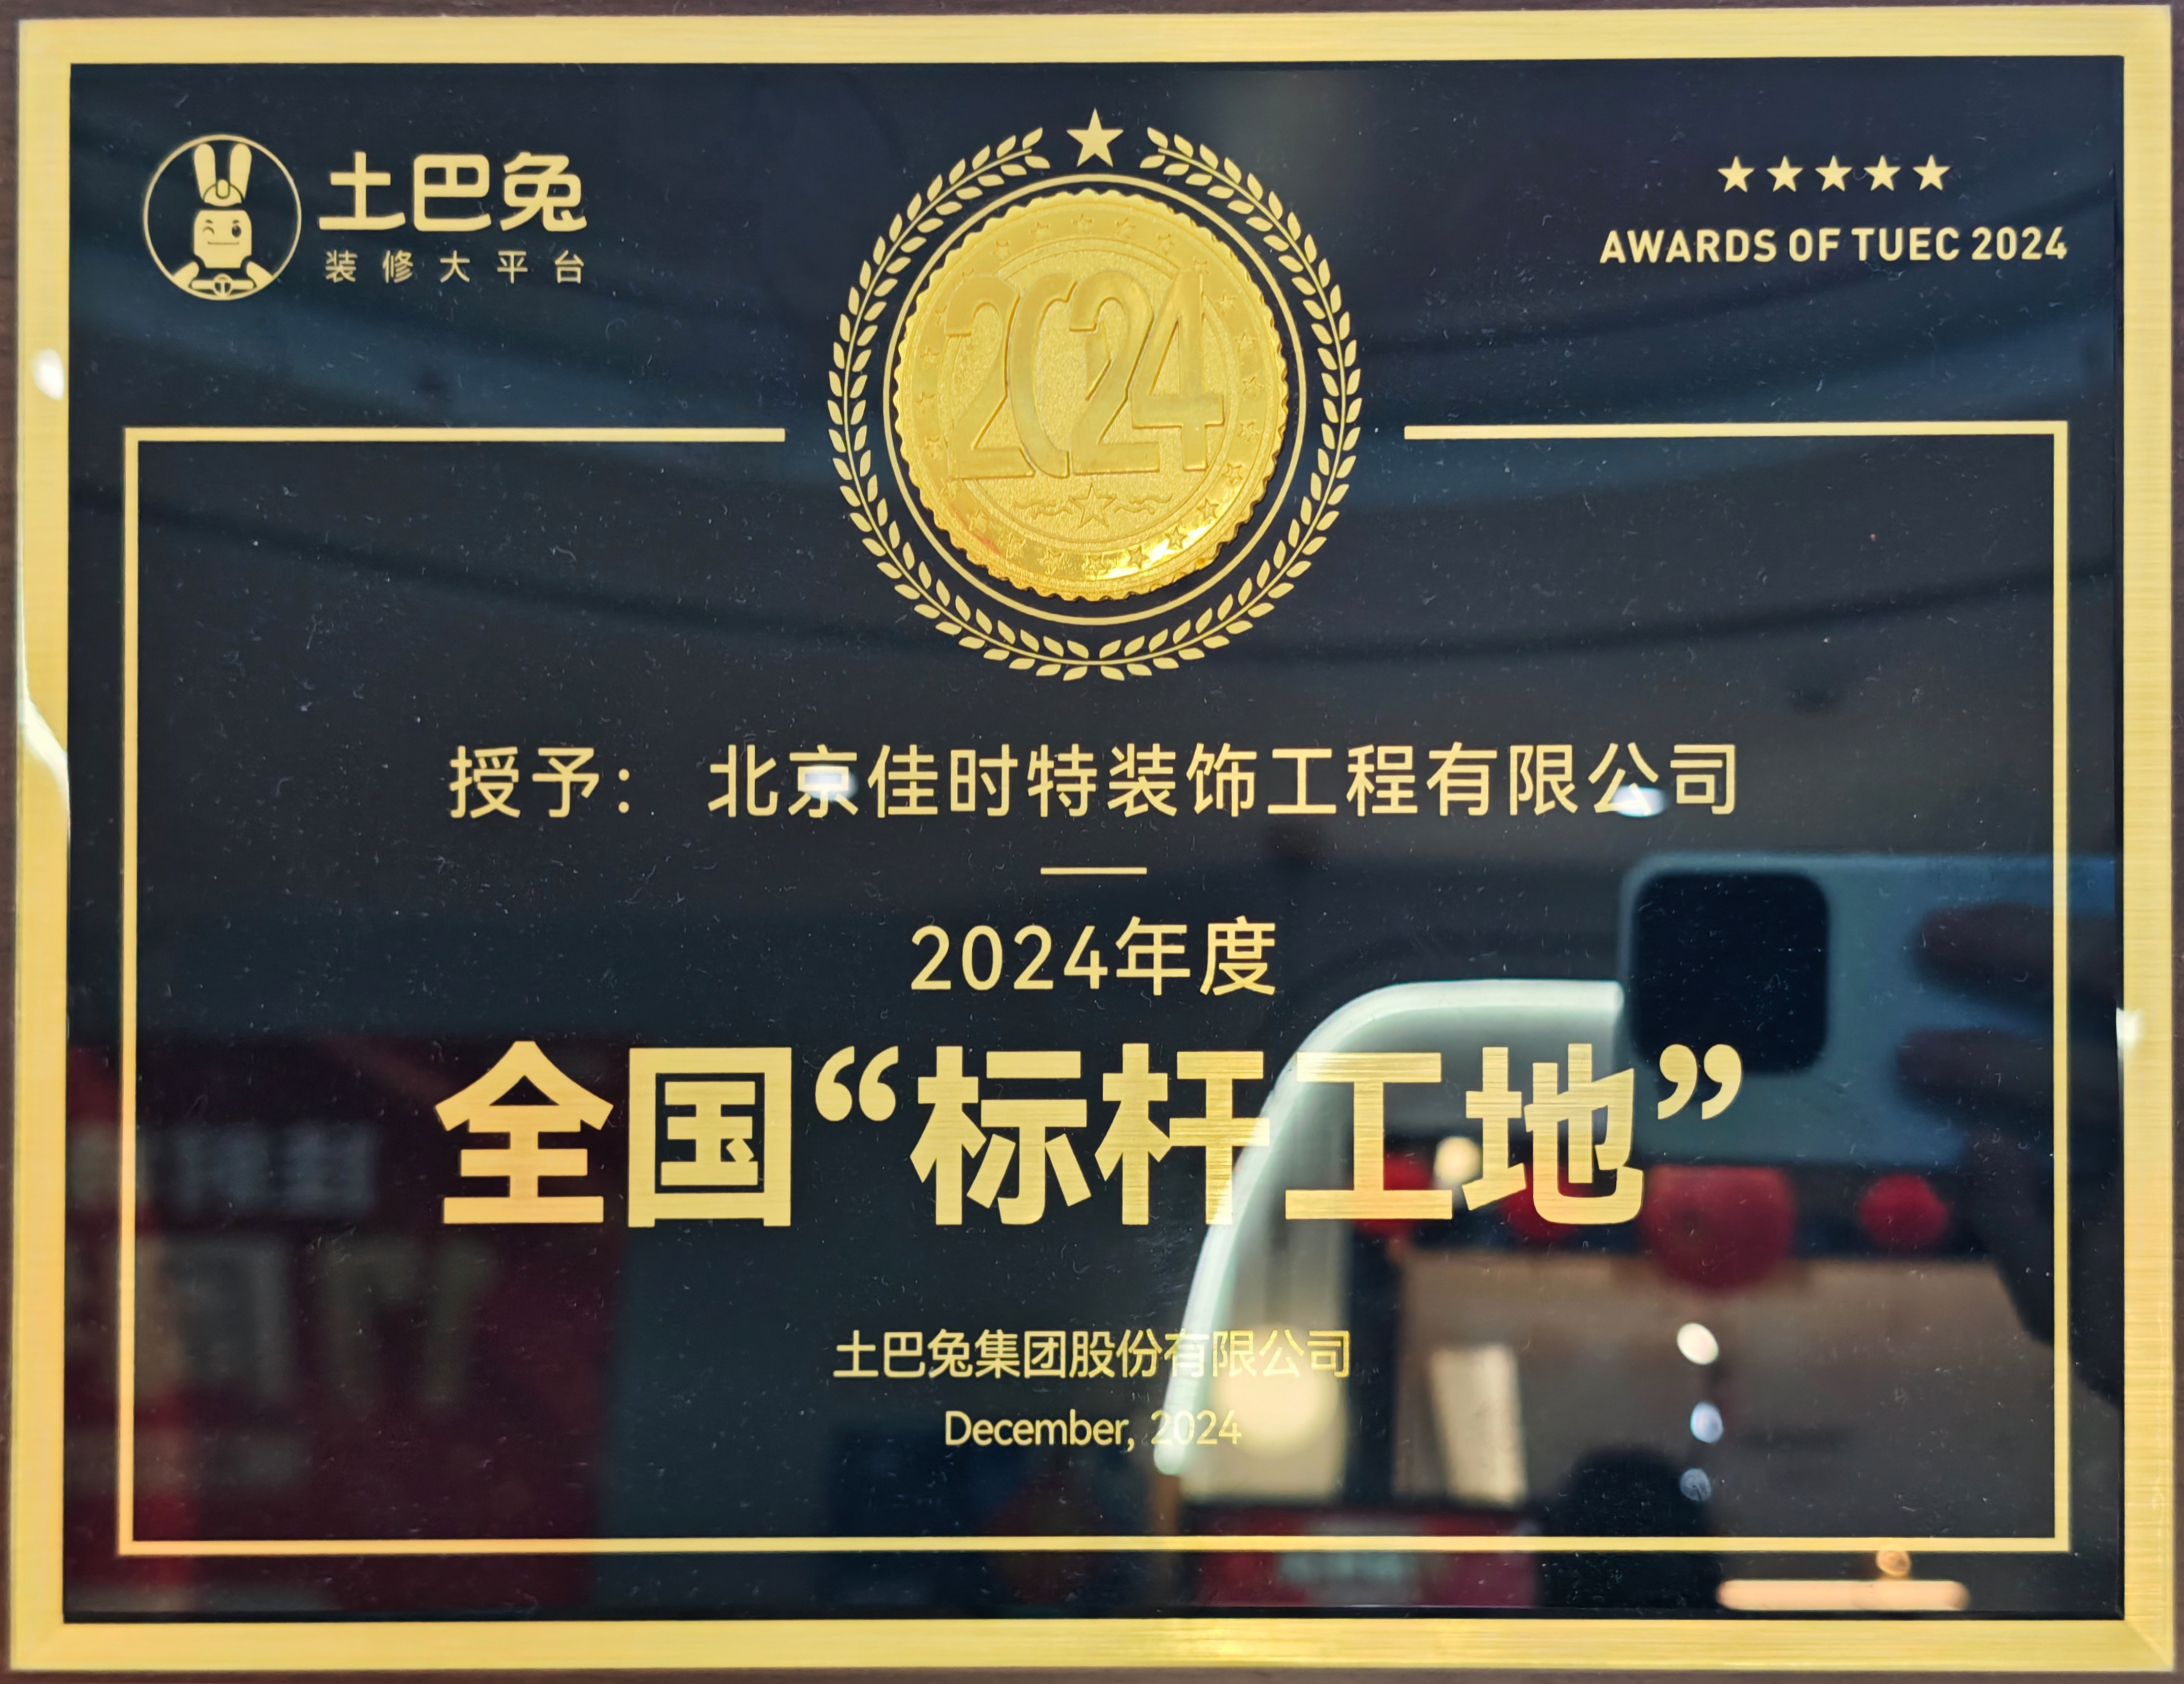 土巴兔
装修大平台
★★★★★
AWARDS OF TUEC 2024
2024
授予： 北京佳时特装饰工程有限公司
2024年度
全国“标杆工地”
土巴兔集团股份有限公司
December, 2024